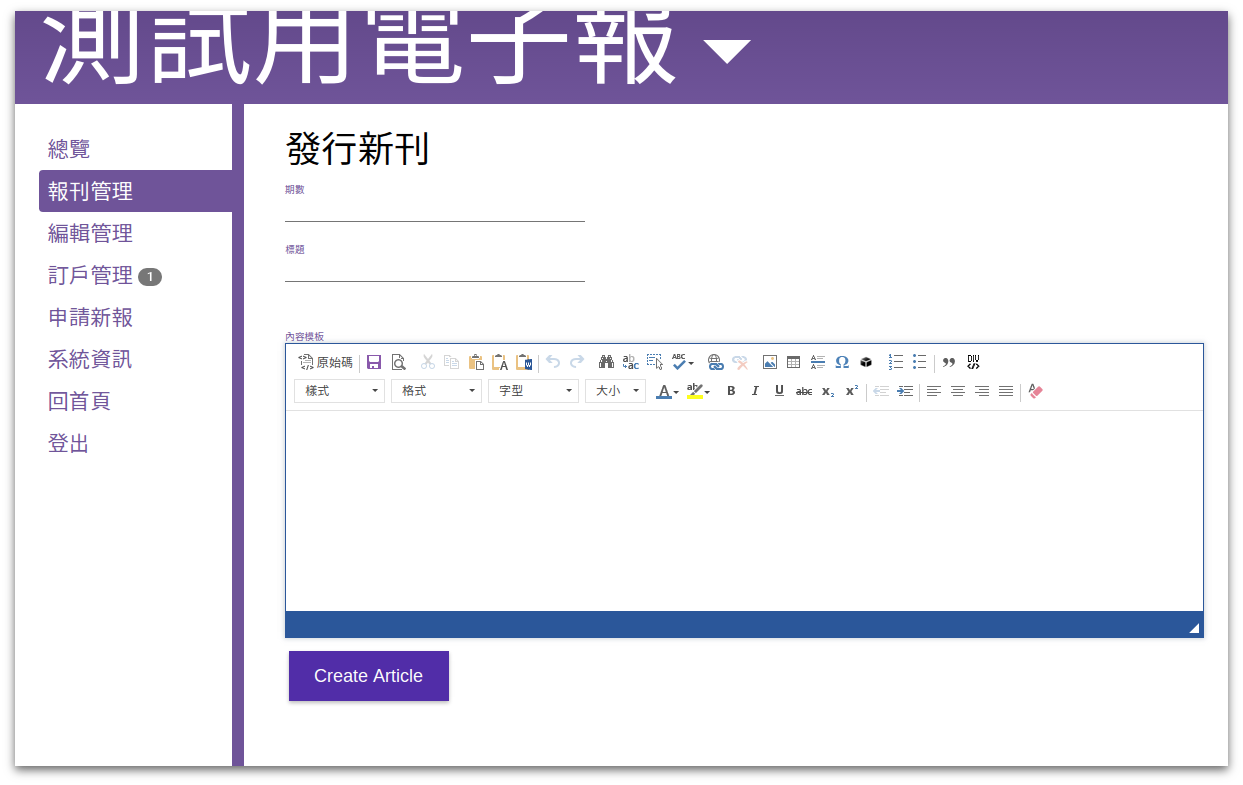 測試用電子報
總覽
報刊管理
編輯管理
訂戶管理 1
申請新報
系統資訊
回首頁
登出
發行新刊
期數
標題
內容模板
原始碼
樣式 格式 字型 大小
Create Article